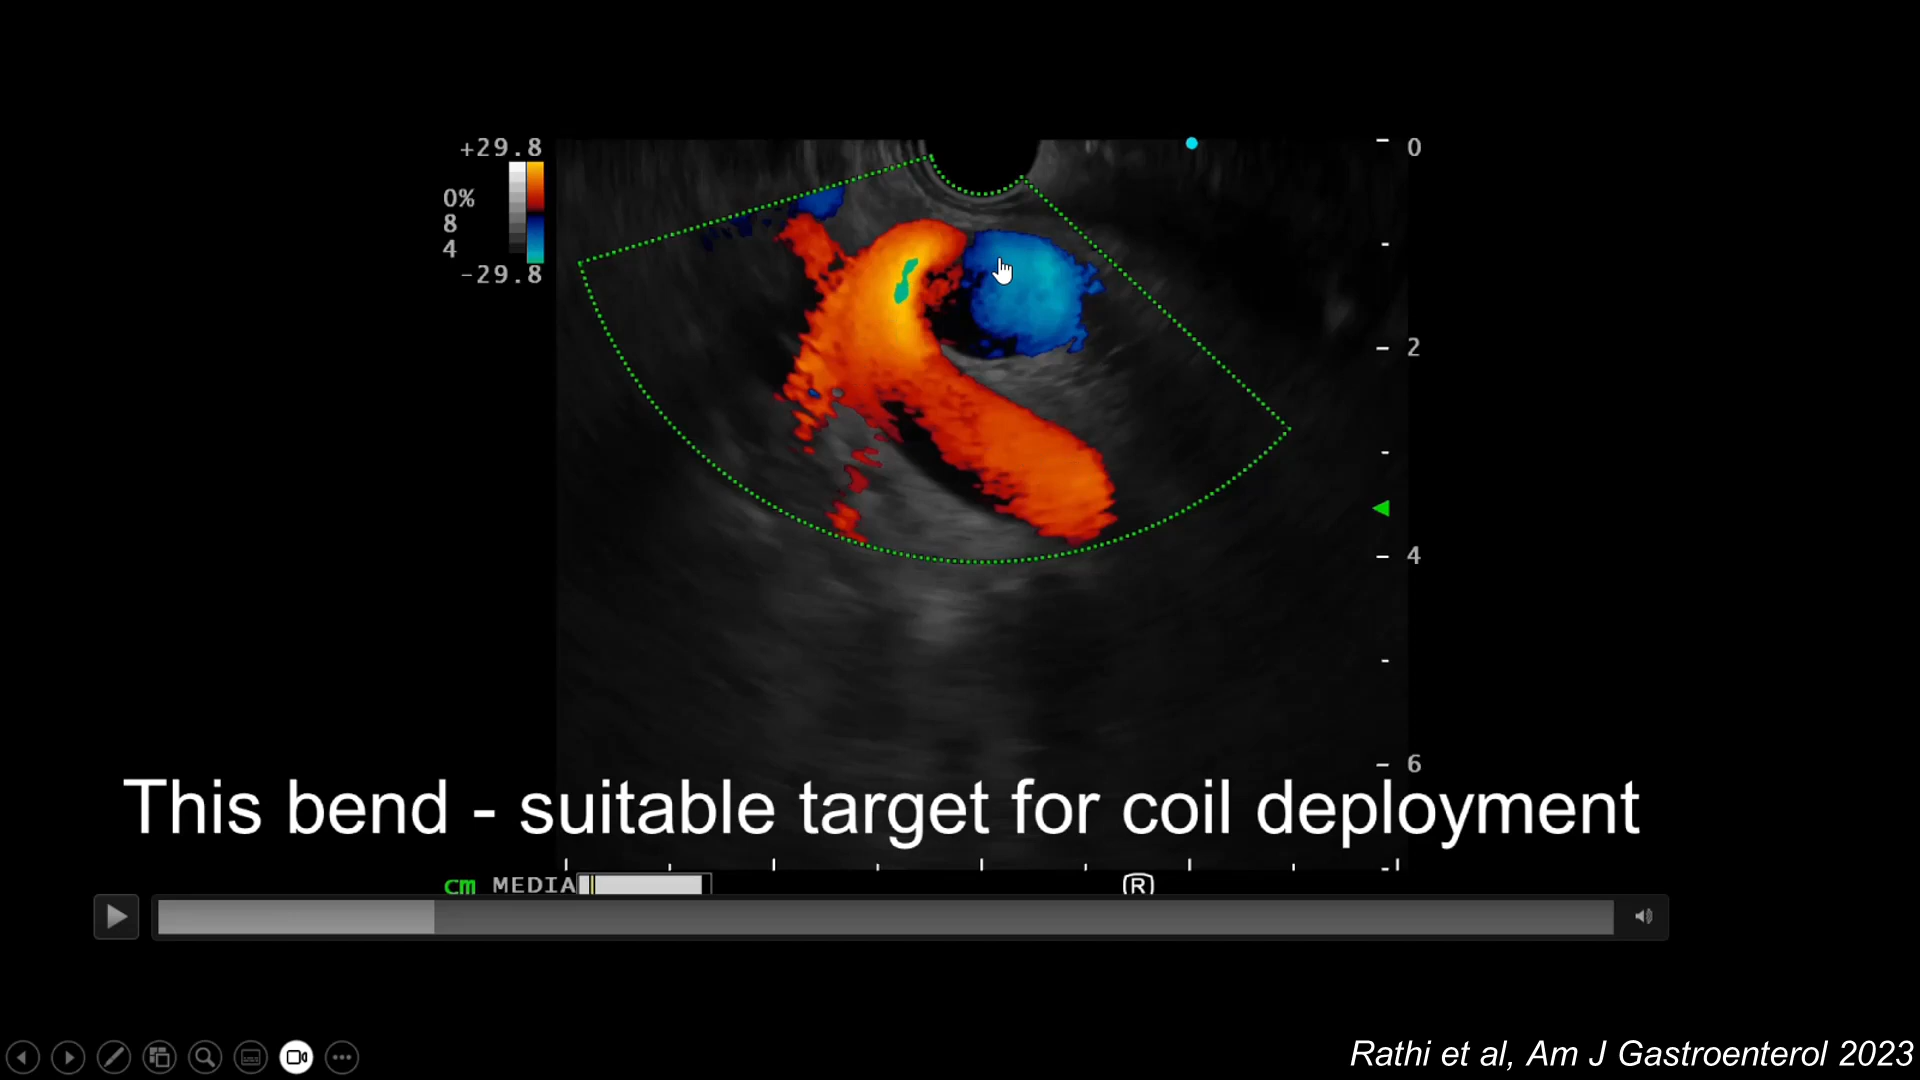 +29.8
0%
8
4
-29.8
0
2
4
6
This bend - suitable target for coil deployment
cm MEDIA
R
Rathi et al, Am J Gastroenterol 2023